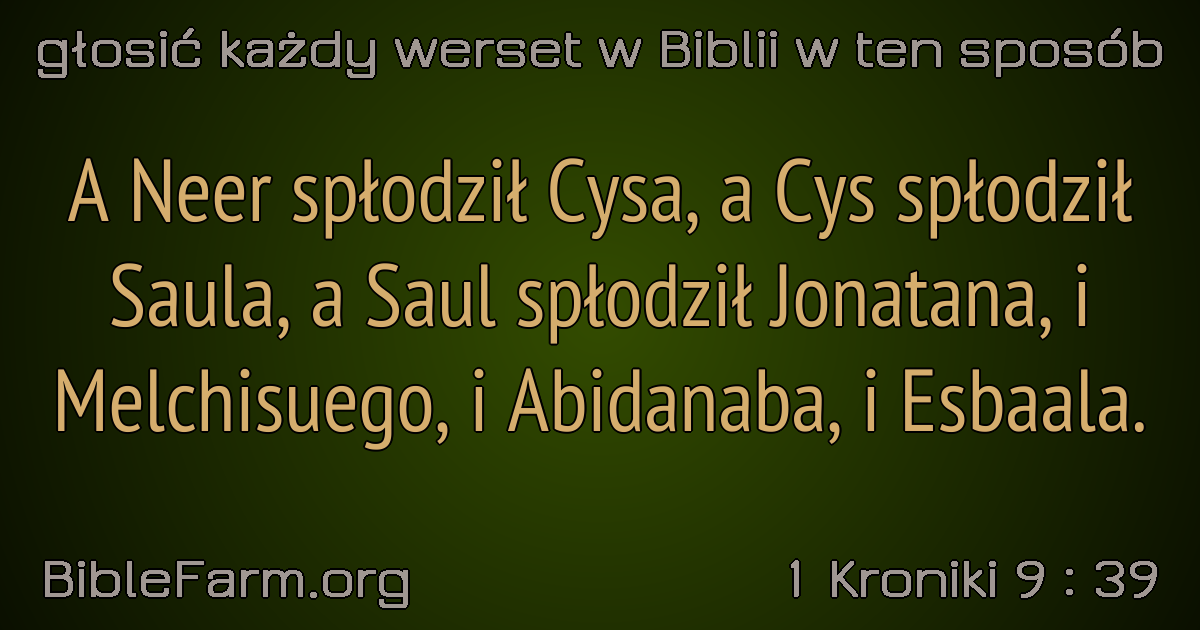 głosić każdy werset w Biblii w ten sposób
A Neer spłodził Cysa, a Cys spłodził
Saula, a Saul spłodził Jonatana, i
Melchisuego, i Abidanaba, i Esbaala.
BibleFarm.org
1 Kroniki 9 : 39